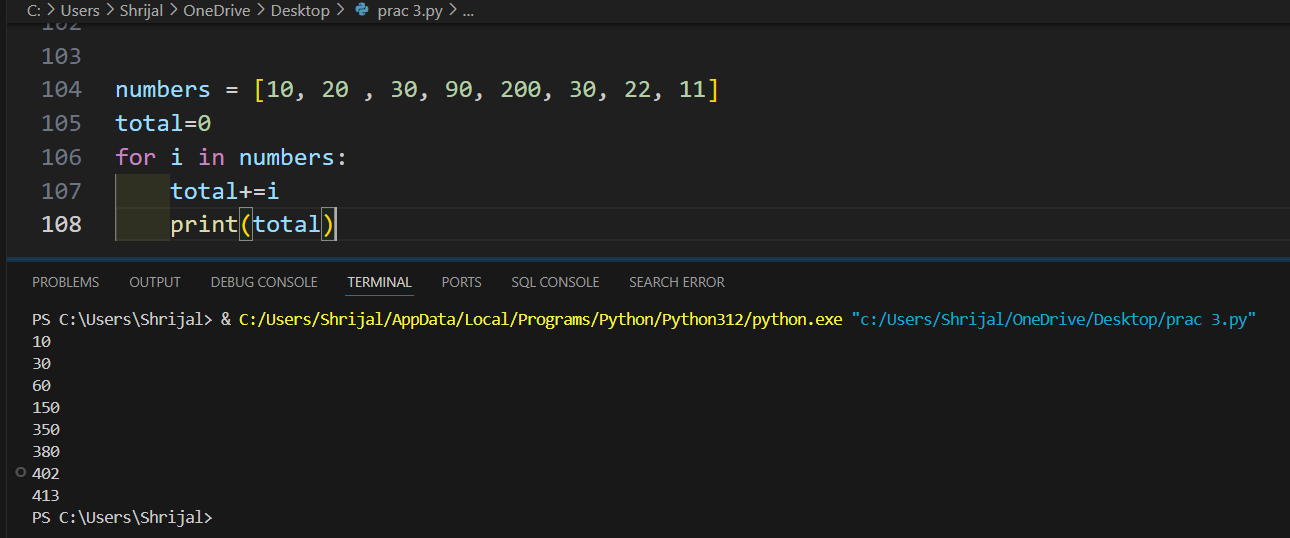 C: > Users > Shrijal > OneDrive > Desktop > prac 3.py > ...
102
103
104 numbers = [10, 20 , 30, 90, 200, 30, 22, 11]
105 total=0
106 for i in numbers:
107     total+=i
108     print(total)
PROBLEMS OUTPUT DEBUG CONSOLE TERMINAL PORTS SQL CONSOLE SEARCH ERROR
PS C:\Users\Shrijal> & C:/Users/Shrijal/AppData/Local/Programs/Python/Python312/python.exe "c:/Users/Shrijal/OneDrive/Desktop/prac 3.py"
10
30
60
150
350
380
402
413
PS C:\Users\Shrijal>